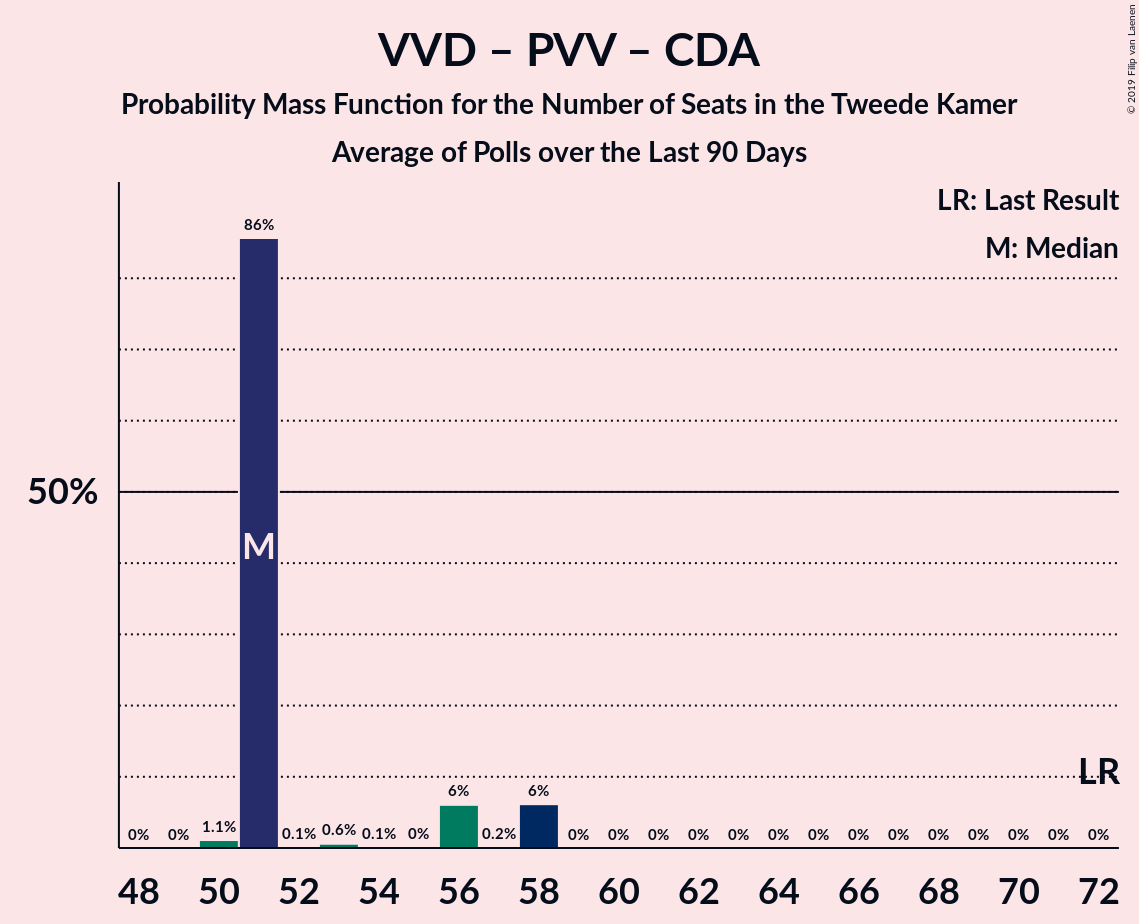 VVD – PVV – CDA
Probability Mass Function for the Number of Seats in the Tweede Kamer
Average of Polls over the Last 90 Days
© 2019 Filip van Laenen
LR: Last Result
M: Median
86%
50%
M
LR
0% 0% 1.1% 0.1% 0.6% 0.1% 0% 6% 0.2% 6% 0% 0% 0% 0% 0% 0% 0% 0% 0% 0% 0% 0% 0% 0%
48 50 52 54 56 58 60 62 64 66 68 70 72